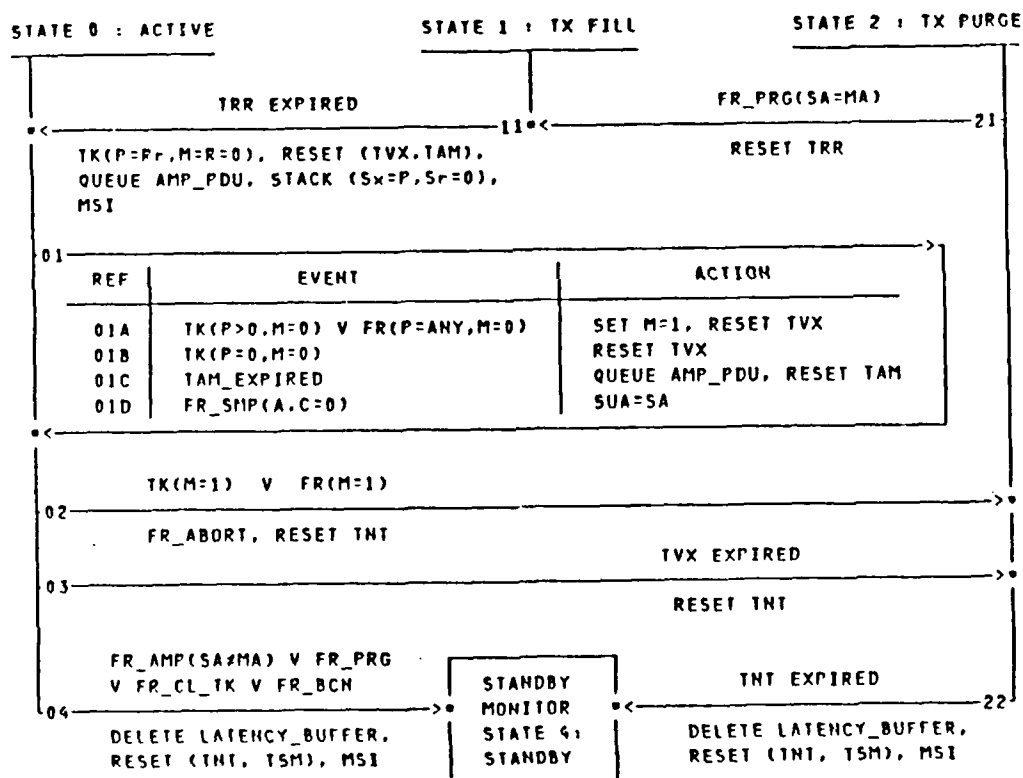 STATE 0 : ACTIVE
STATE 1 : TX FILL
STATE 2 : TX PURGE
TRR EXPIRED
FR_PRG(SA=MA)
11
21
TK(P=Rr,M=R=0), RESET (TVX,TAM),
QUEUE AMP_PDU, STACK (Sx=P,Sr=0),
MSI
RESET TRR
01
REF EVENT ACTION
01A TK(P>0,M=0) V FR(P=ANY,M=0) SET M=1, RESET TVX
01B TK(P=0,M=0) RESET TVX
01C TAM_EXPIRED QUEUE AMP_PDU, RESET TAM
01D FR_SMP(A,C=0) SUA=SA
TK(M=1) V FR(M=1)
02
FR_ABORT, RESET TNT
TVX EXPIRED
03
RESET TNT
FR_AMP(SA≠MA) V FR_PRG
V FR_CL_TK V FR_BCN
04
DELETE LATENCY_BUFFER,
RESET (TNT, TSM), MSI
STANDBY
MONITOR
STATE 4:
STANDBY
TNT EXPIRED
22
DELETE LATENCY_BUFFER,
RESET (TNT, TSM), MSI